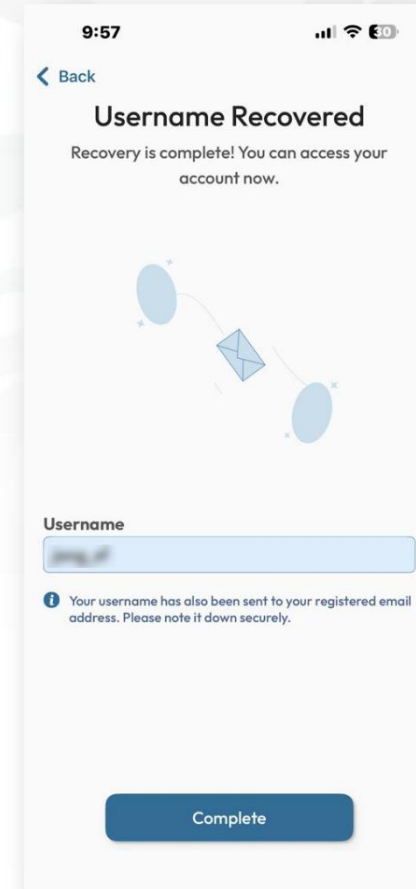 9:57
30
Back
Username Recovered
Recovery is complete! You can access your
account now.
Username
Your username has also been sent to your registered email
address. Please note it down securely.
Complete